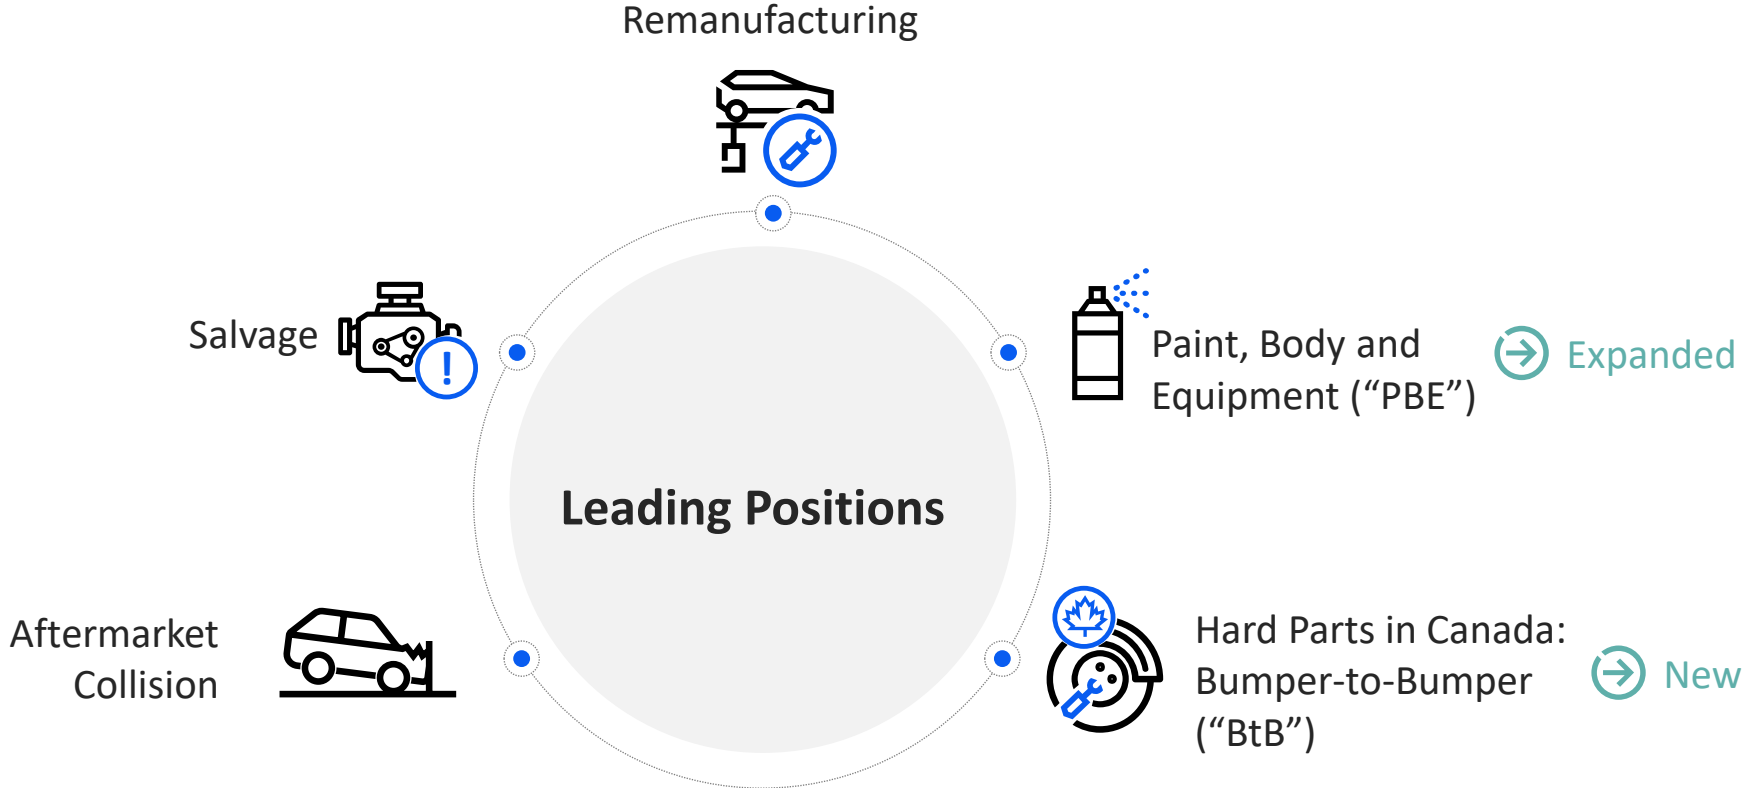 Remanufacturing
Salvage
Paint, Body and
Equipment (“PBE”)
Expanded
Leading Positions
Aftermarket
Collision
Hard Parts in Canada:
Bumper-to-Bumper
(“BtB”)
New